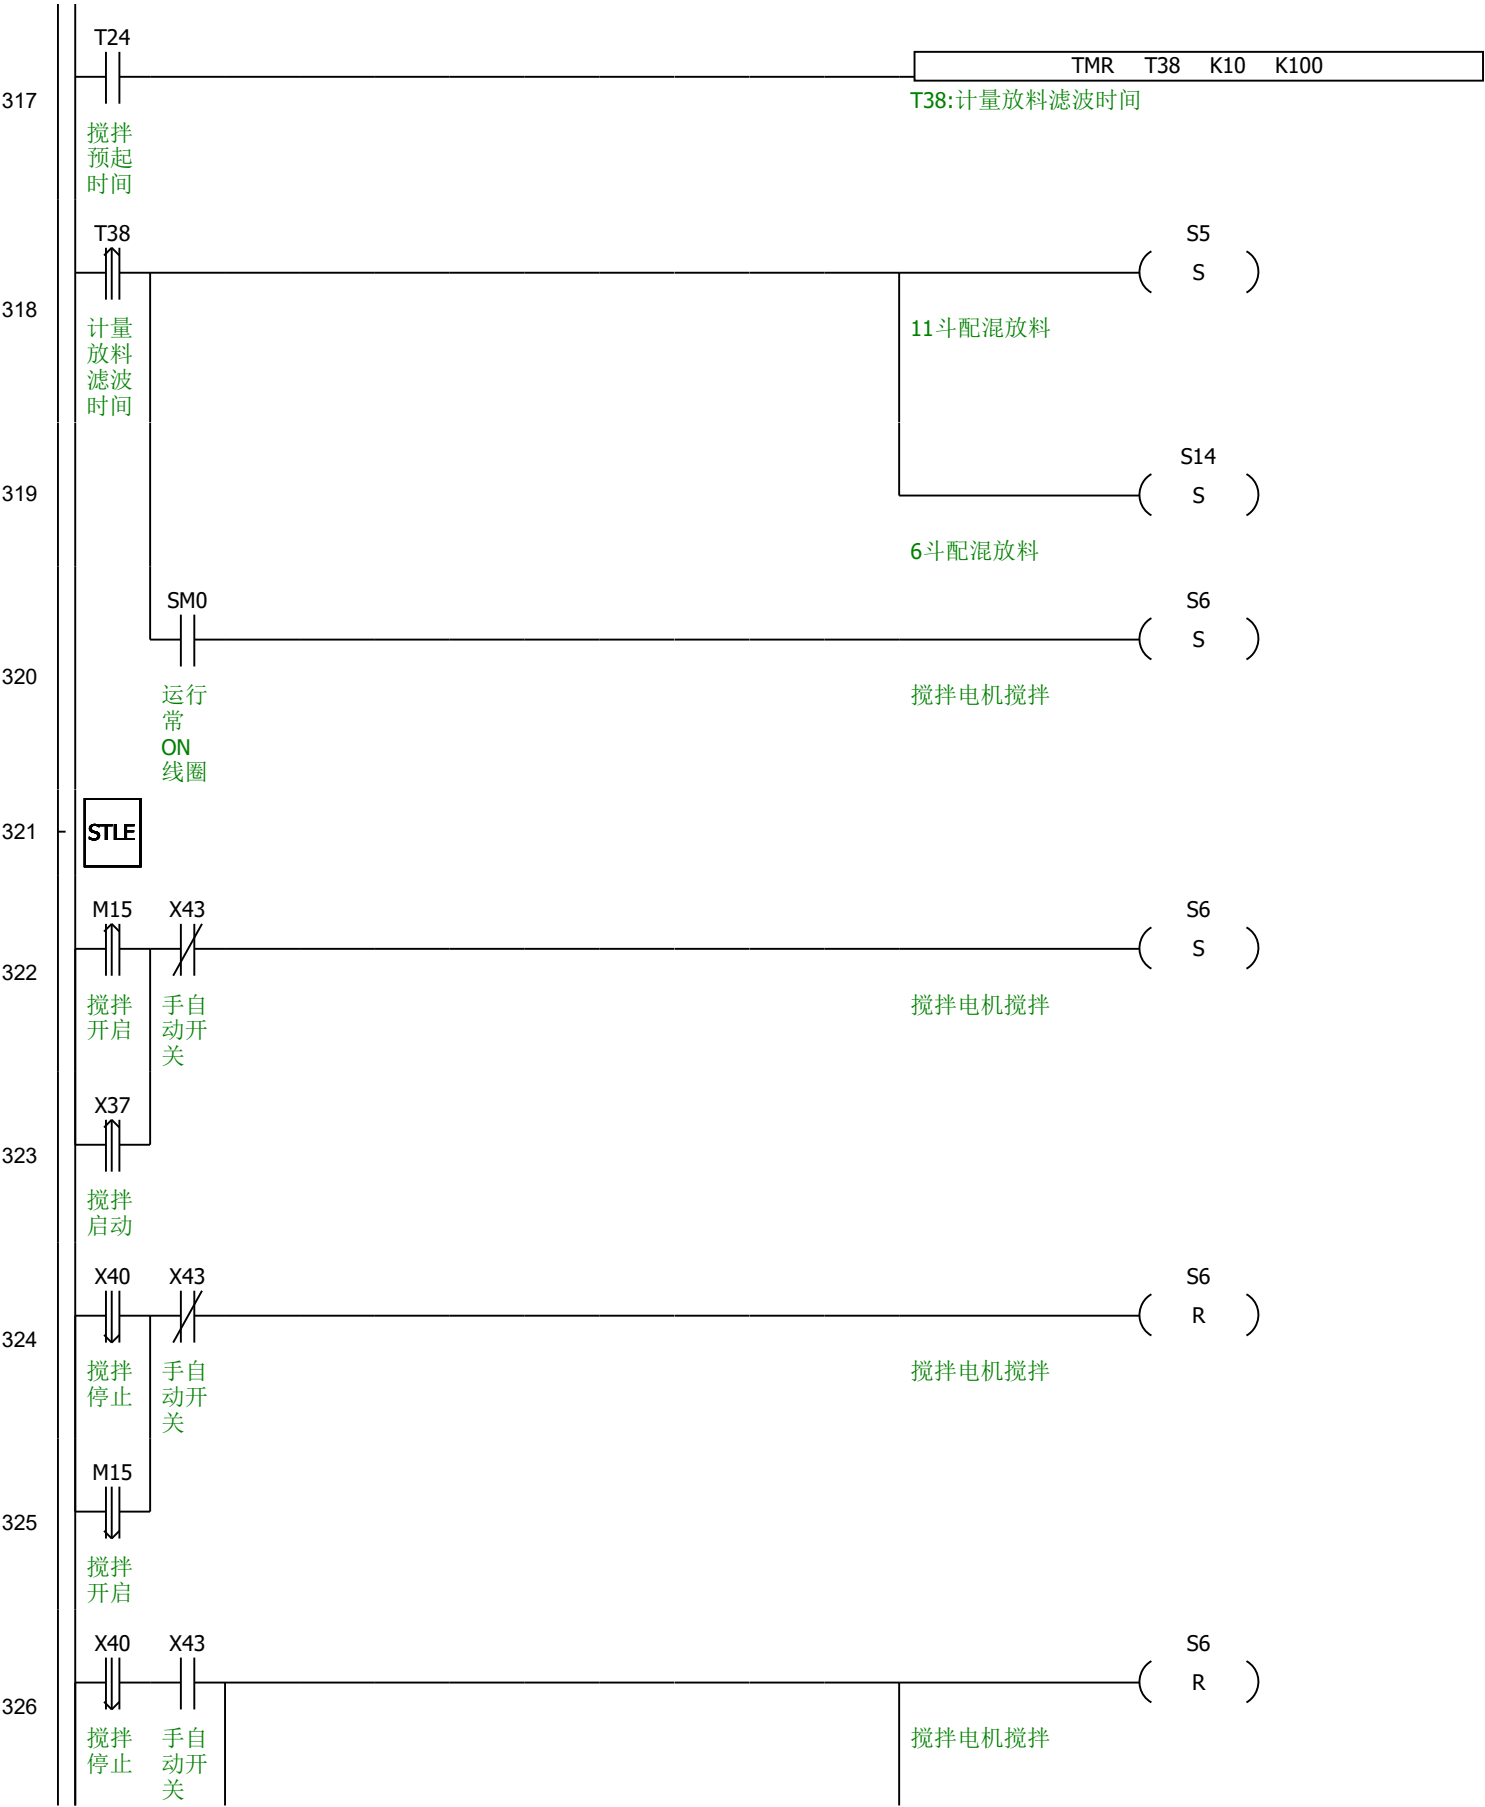 T24
TMR T38 K10 K100
317
T38:计量放料滤波时间
搅拌
预起
时间
T38
S5
S
318
计量
放料
滤波
时间
11斗配混放料
S14
319
S
6斗配混放料
SM0
S6
S
320
运行
常
ON
线圈
搅拌电机搅拌
321
STLE
M15
X43
S6
S
322
搅拌
开启
手自
动开
关
搅拌电机搅拌
X37
323
搅拌
启动
X40
X43
S6
R
324
搅拌
停止
手自
动开
关
搅拌电机搅拌
M15
325
搅拌
开启
X40
X43
S6
R
326
搅拌
停止
手自
动开
关
搅拌电机搅拌